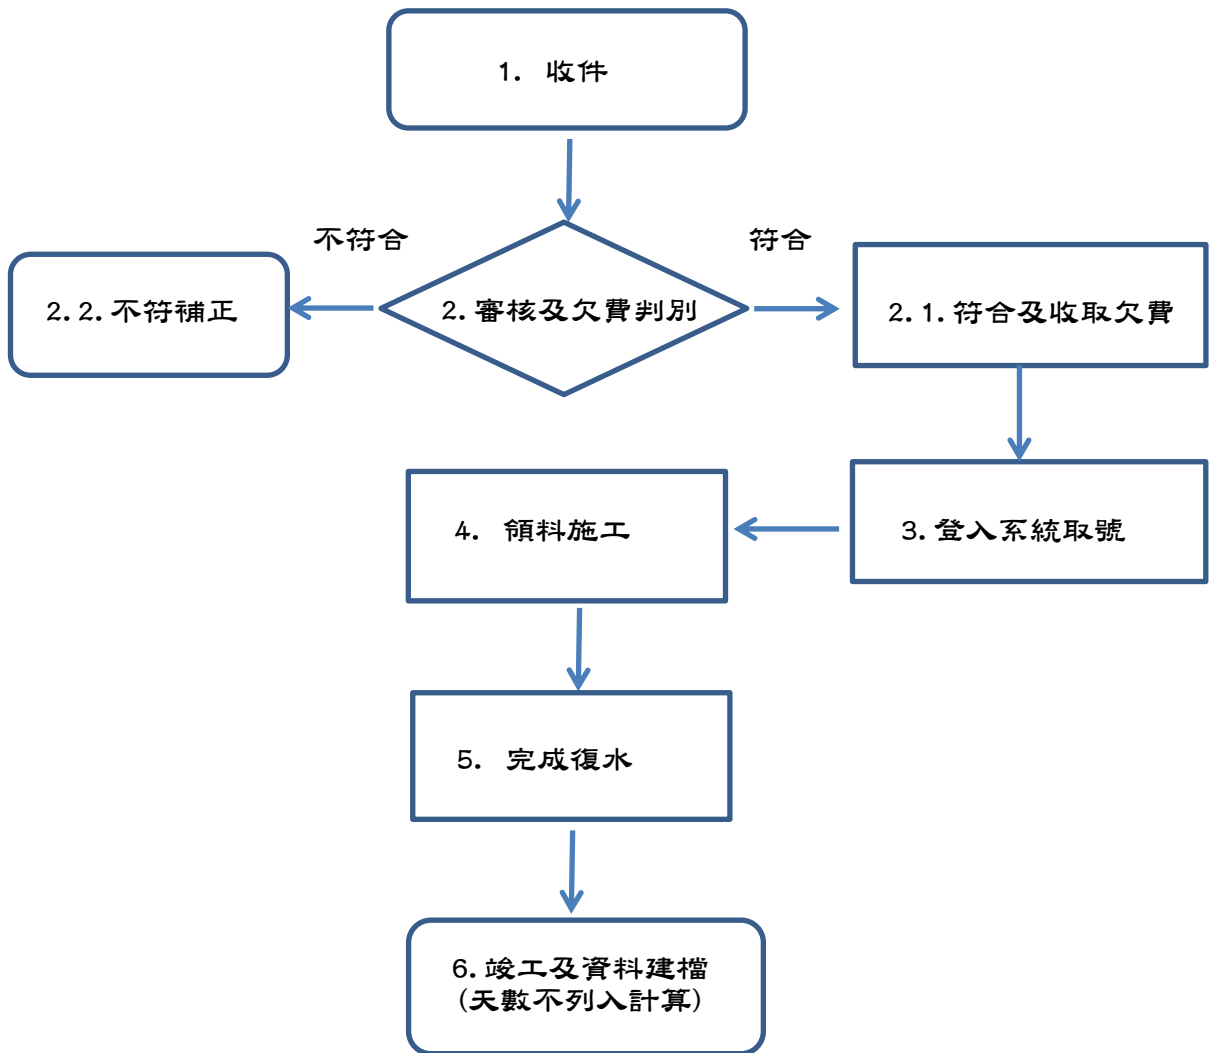 1. 收件
不符合
符合
2.2.不符補正
2.審核及欠費判別
2.1.符合及收取欠費
4. 領料施工
3.登入系統取號
5. 完成復水
6.竣工及資料建檔
(天數不列入計算)